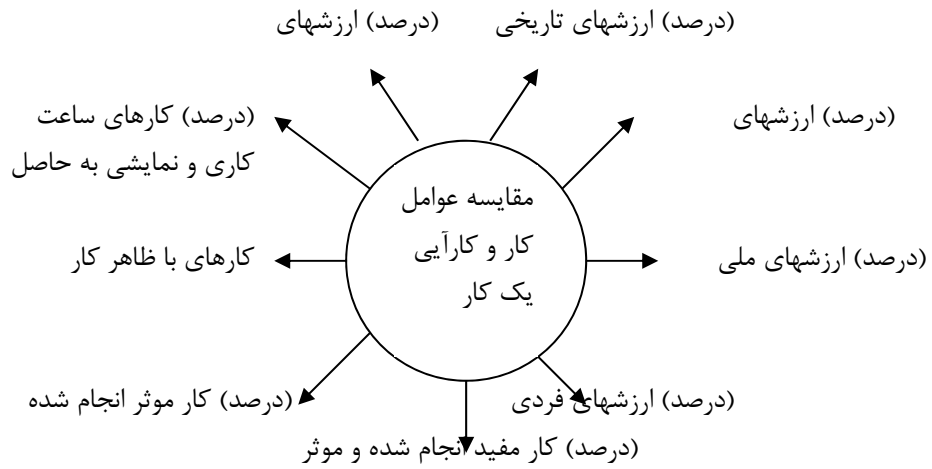 (درصد) ارزشهای تاریخی
(درصد) ارزشهای
(درصد) ارزشهای
(درصد) کارهای ساعت
کاری و نمایشی به حاصل
مقایسه عوامل
کار و کارآیی
یک کار
(درصد) ارزشهای ملی
کارهای با ظاهر کار
(درصد) ارزشهای فردی
(درصد) کار موثر انجام شده
(درصد) کار مفید انجام شده و موثر